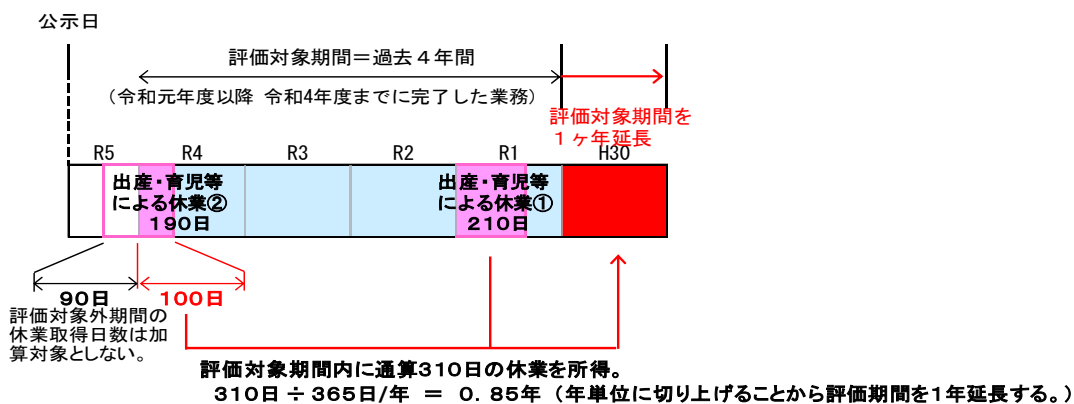 公示日
評価対象期間＝過去４年間
（令和元年度以降 令和4年度までに完了した業務）
評価対象期間を
１ヶ年延長
R5
R4
R3
R2
R1
H30
出産・育児等
による休業②
１９０日
出産・育児等
による休業①
２１０日
９０日
１００日
評価対象外期間の
休業取得日数は加
算対象としない。
評価対象期間内に通算３１０日の休業を所得。
３１０日 ÷ ３６５日/年 ＝ ０．８５年 （年単位に切り上げることから評価期間を１年延長する。）